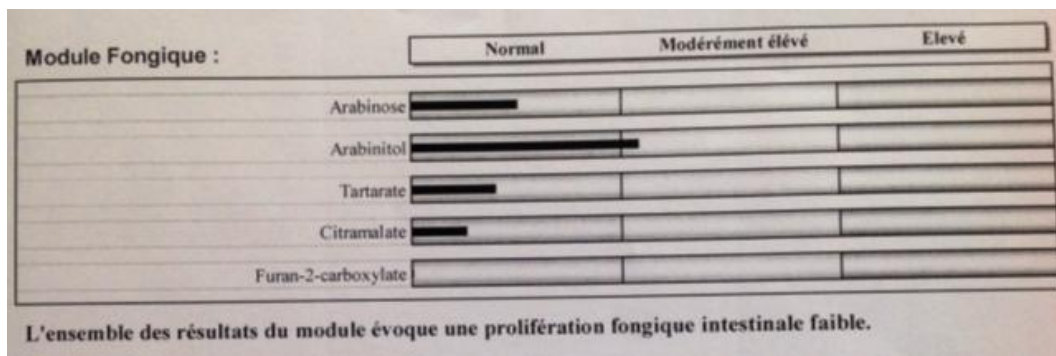 Module Fongique : Normal Modérément élévé Elevé
Arabinose
Arabinitol
Tartarate
Citramalate
Furan-2-carboxylate
L'ensemble des résultats du module évoque une prolifération fongique intestinale faible.